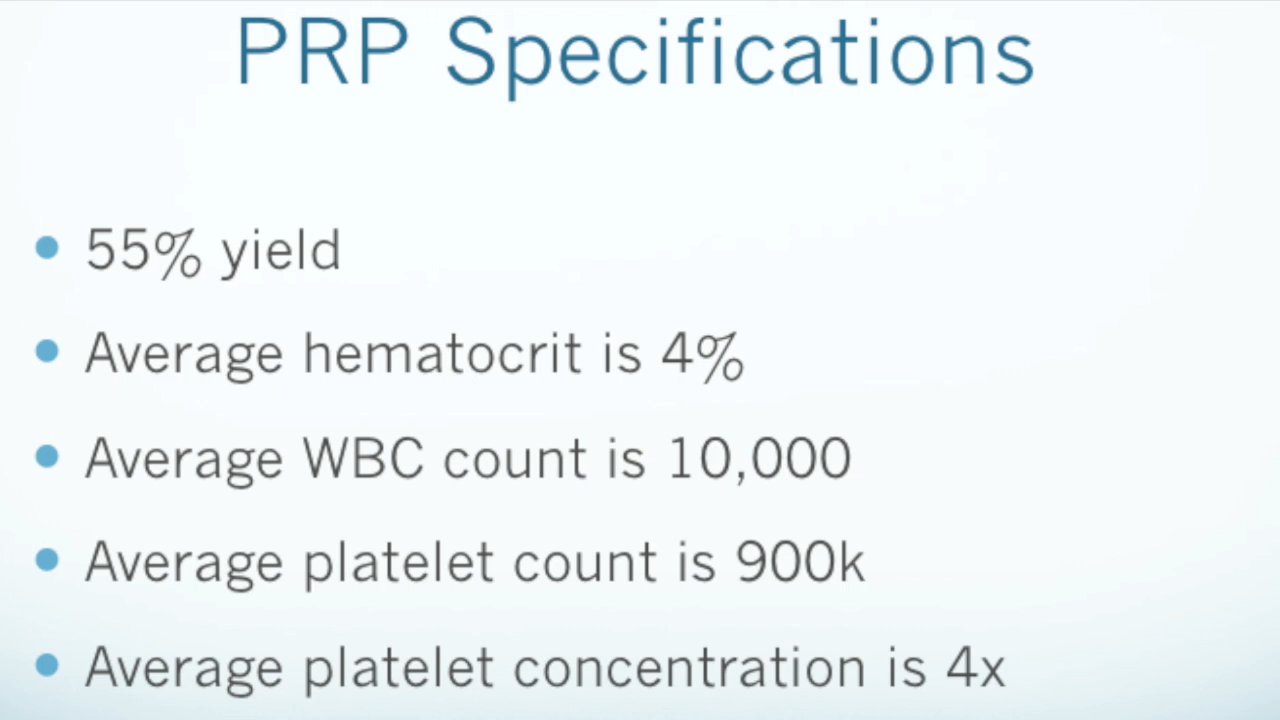 PRP Specifications
• 55% yield
• Average hematocrit is 4%
• Average WBC count is 10,000
• Average platelet count is 900k
• Average platelet concentration is 4x